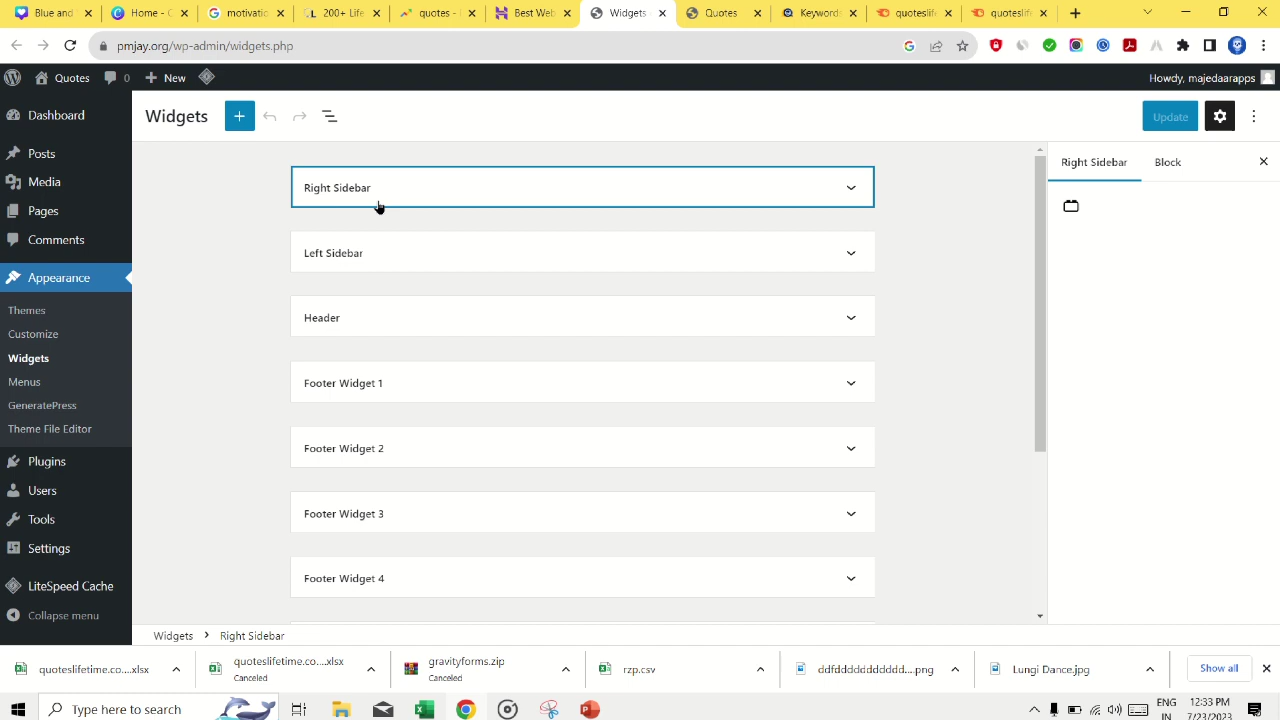 Blue and
Home - C
motivatic
200+ Life
quotes -
Best Web
Widgets -
Quotes
Keywords
quoteslif
quoteslif
pmjay.org/wp-admin/widgets.php
Quotes
0
New
Howdy, majedaarapps
Dashboard
Posts
Media
Pages
Comments
Appearance
Themes
Customize
Widgets
Menus
GeneratePress
Theme File Editor
Plugins
Users
Tools
Settings
LiteSpeed Cache
Collapse menu
Widgets
Update
Right Sidebar
Left Sidebar
Header
Footer Widget 1
Footer Widget 2
Footer Widget 3
Footer Widget 4
Right Sidebar
Block
Widgets
Right Sidebar
quoteslifetime.co....xlsx
quoteslifetime.co....xlsx
Canceled
gravityforms.zip
Canceled
rzp.csv
ddfddddddddddd....png
Lungi Dance.jpg
Show all
Type here to search
ENG
IN
12:33 PM
7/23/2023